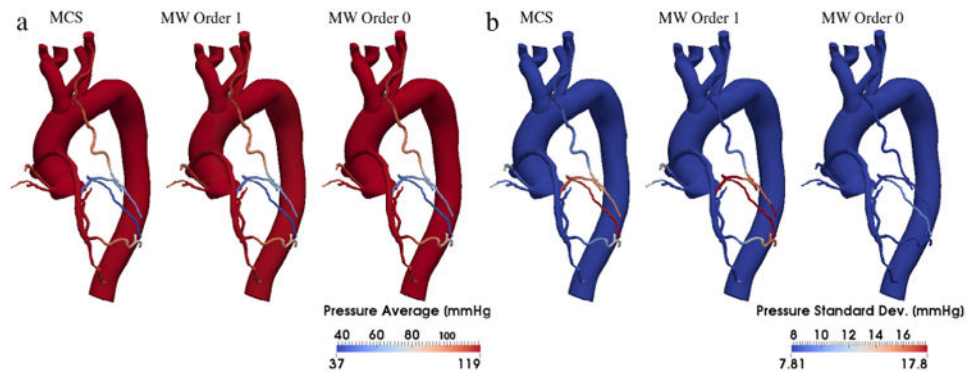 a MCS MW Order 1 MW Order 0
b MCS MW Order 1 MW Order 0
Pressure Average (mmHg
40 60 80 100
37 119
Pressure Standard Dev. (mmHg)
8 10 12 14 16
7.81 17.8